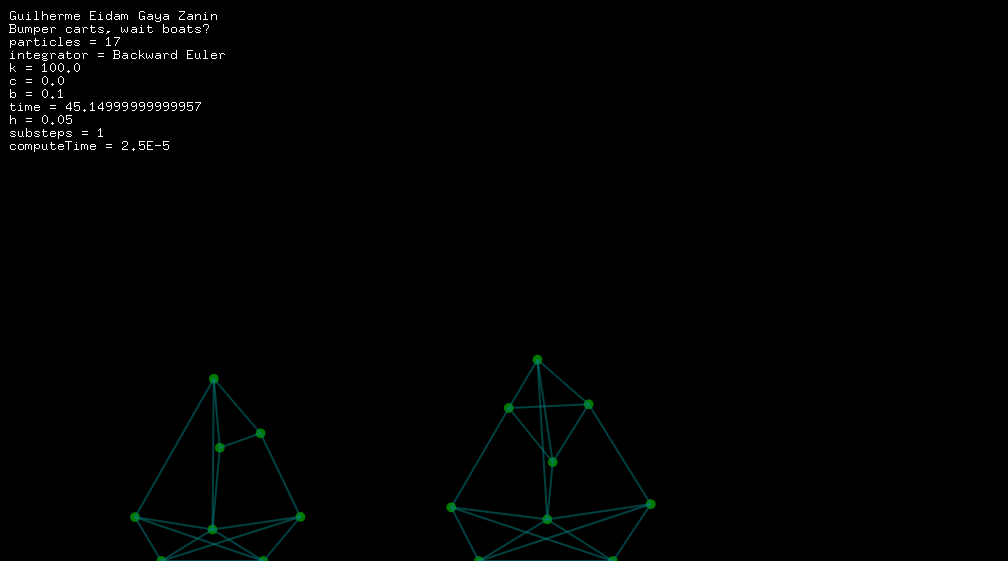 Guilherme Eidam Gaya Zanin
Bumper carts, wait boats?
particles = 17
integrator = Backward Euler
k = 100.0
c = 0.0
b = 0.1
time = 45.14999999999957
h = 0.05
substeps = 1
computeTime = 2.5E-5